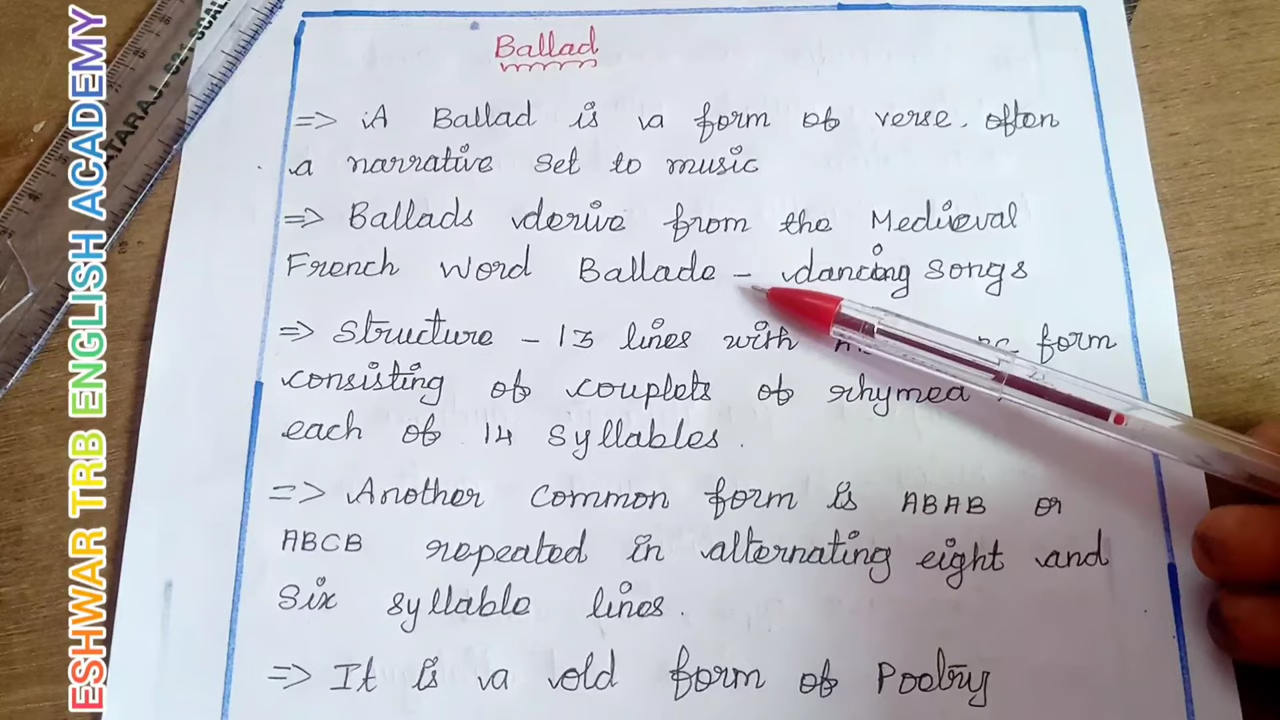 Ballad
=> A Ballad is a form of verse, often
a narrative set to music
=> Ballads derive from the Medieval
French Word Ballade - dancing songs
=> Structure - 13 lines with form
consisting of couplets of rhymed
each of 14 syllables.
=> Another common form is ABAB or
ABCB repeated in alternating eight and
Six syllable lines.
=> It is a old form of Poetry
ESHWAR TRB ENGLISH ACADEMY
ATARAJ